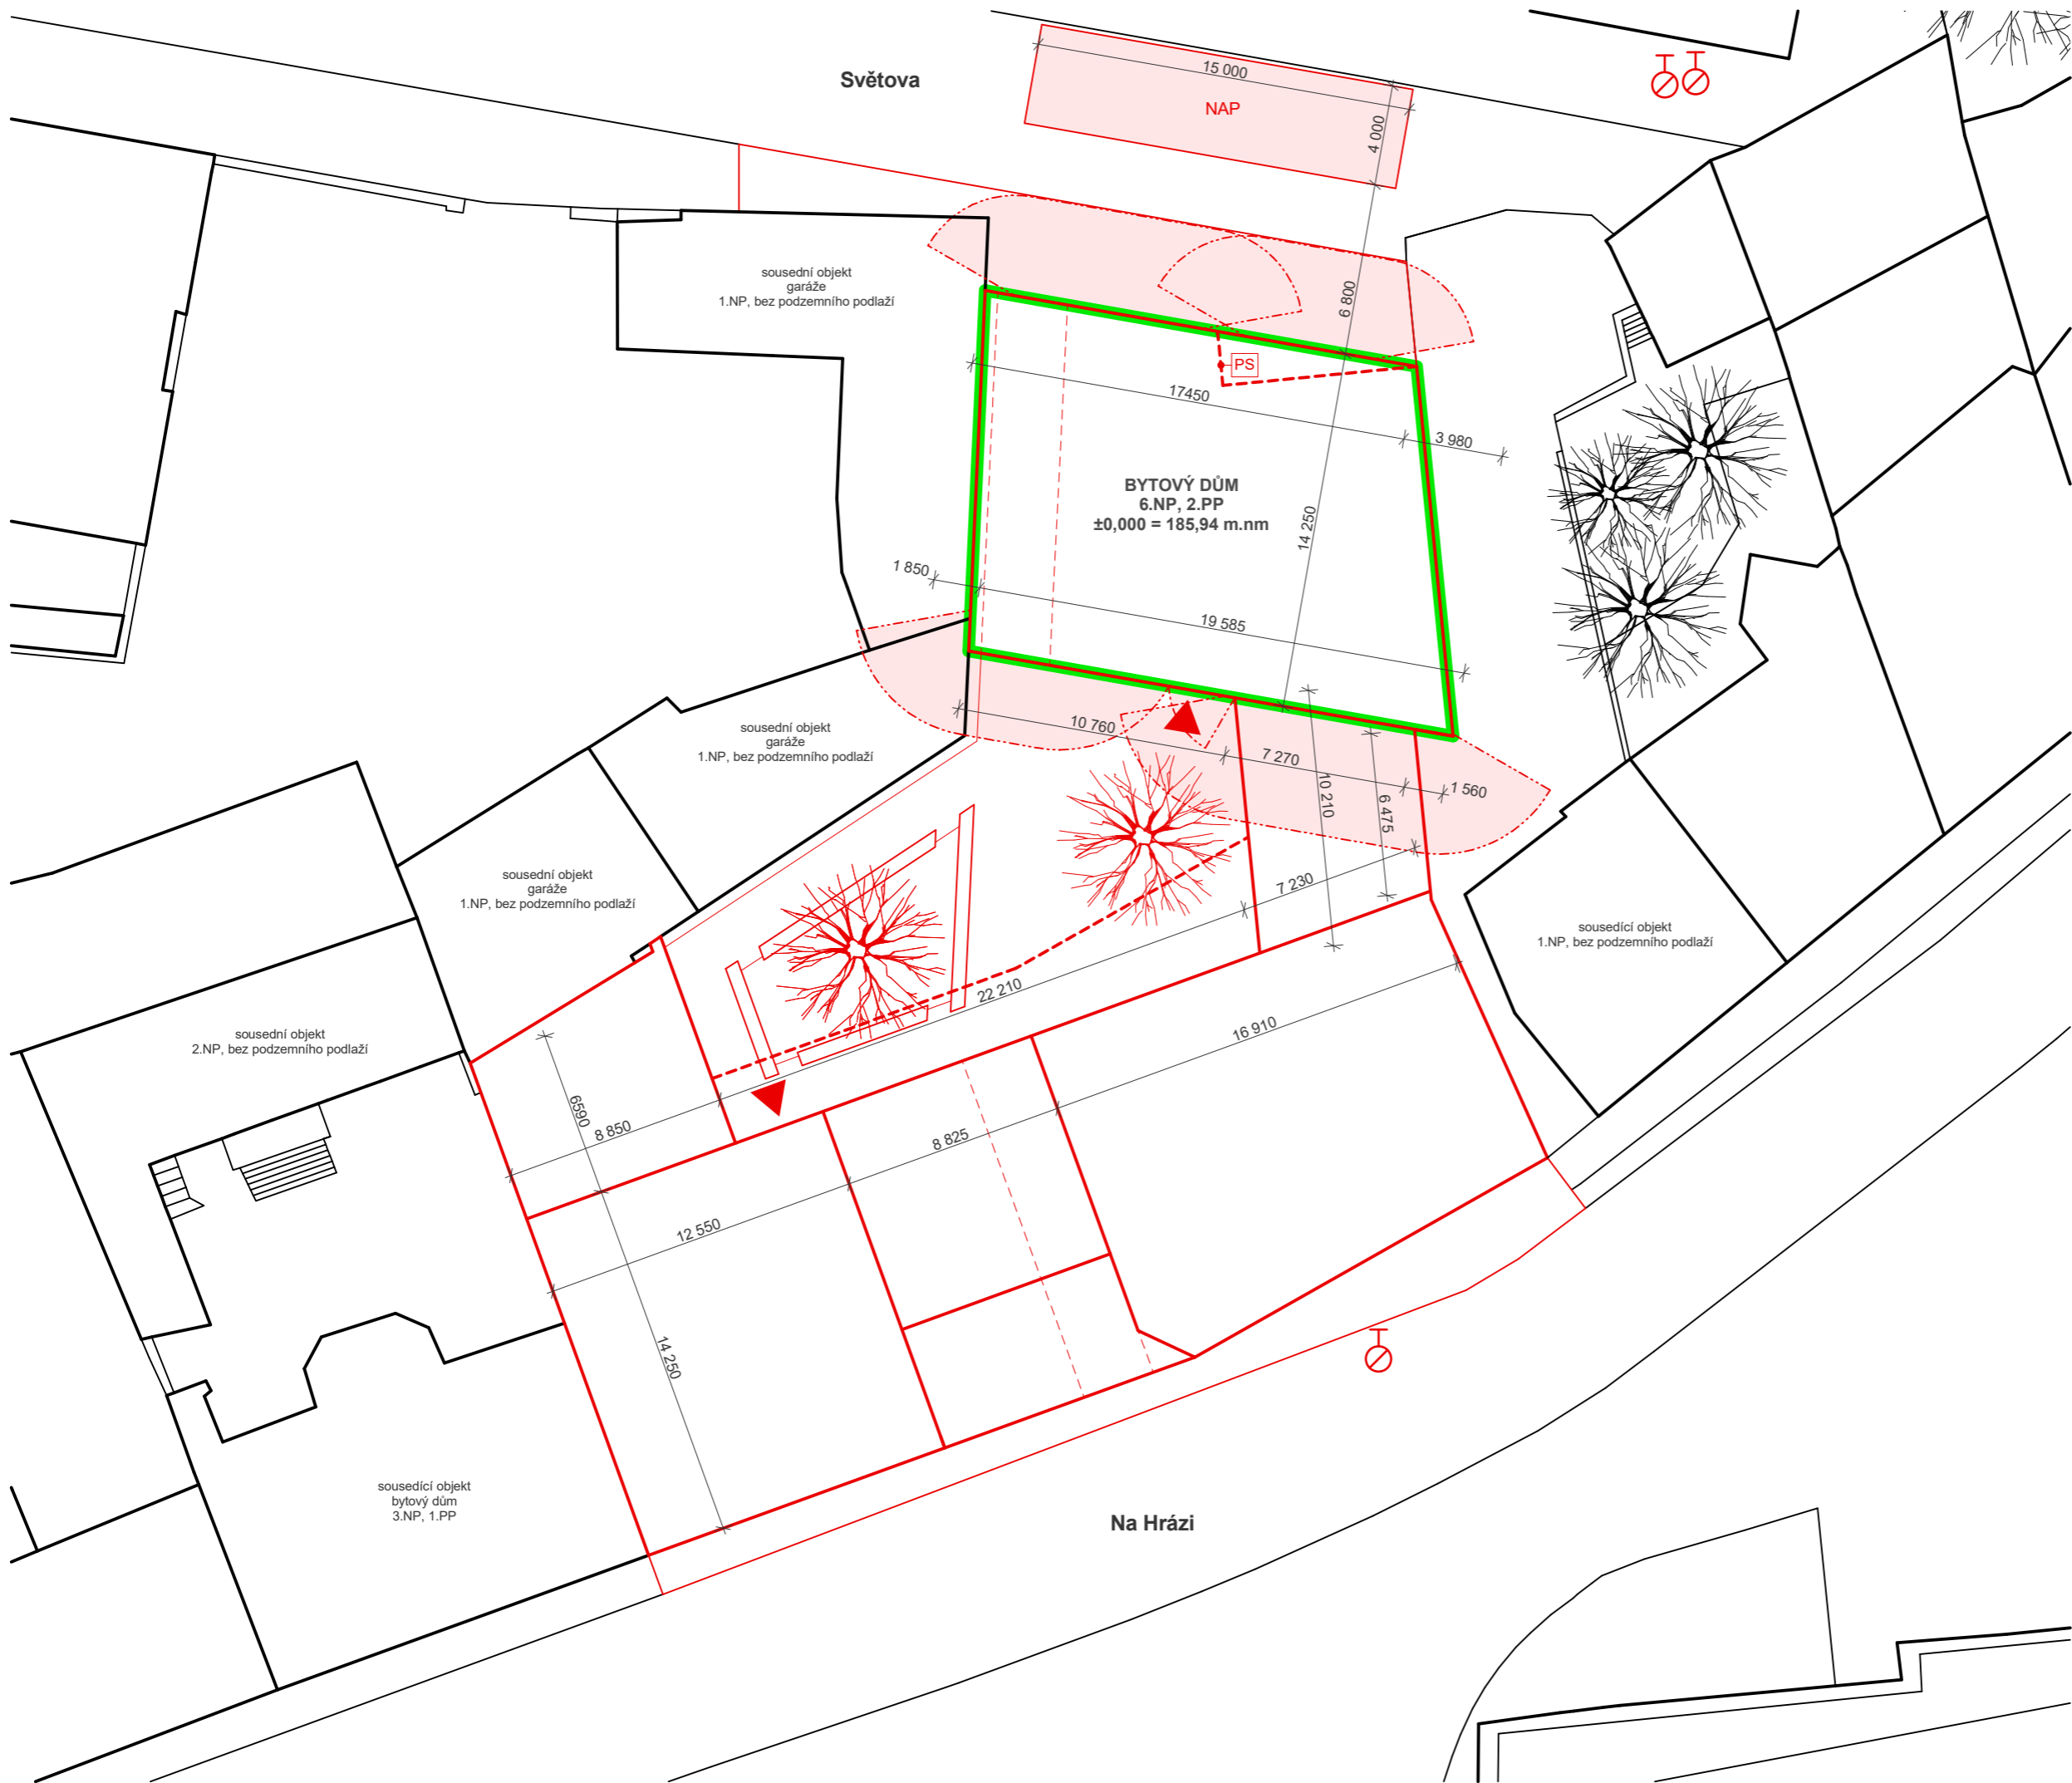 Světova
15 000
NAP
4 000
sousední objekt
garáže
1.NP, bez podzemního podlaží
6 800
PS
17450
3 980
BYTOVÝ DŮM
6.NP, 2.PP
±0,000 = 185,94 m.nm
14 250
1 850
19 585
sousední objekt
garáže
1.NP, bez podzemního podlaží
10 760
7 270
10 210
6 475
1 560
sousední objekt
garáže
1.NP, bez podzemního podlaží
7 230
sousedící objekt
1.NP, bez podzemního podlaží
22 210
16 910
sousední objekt
2.NP, bez podzemního podlaží
6590
8 850
8 825
12 550
14 250
sousedící objekt
bytový dům
3.NP, 1.PP
Na Hrázi